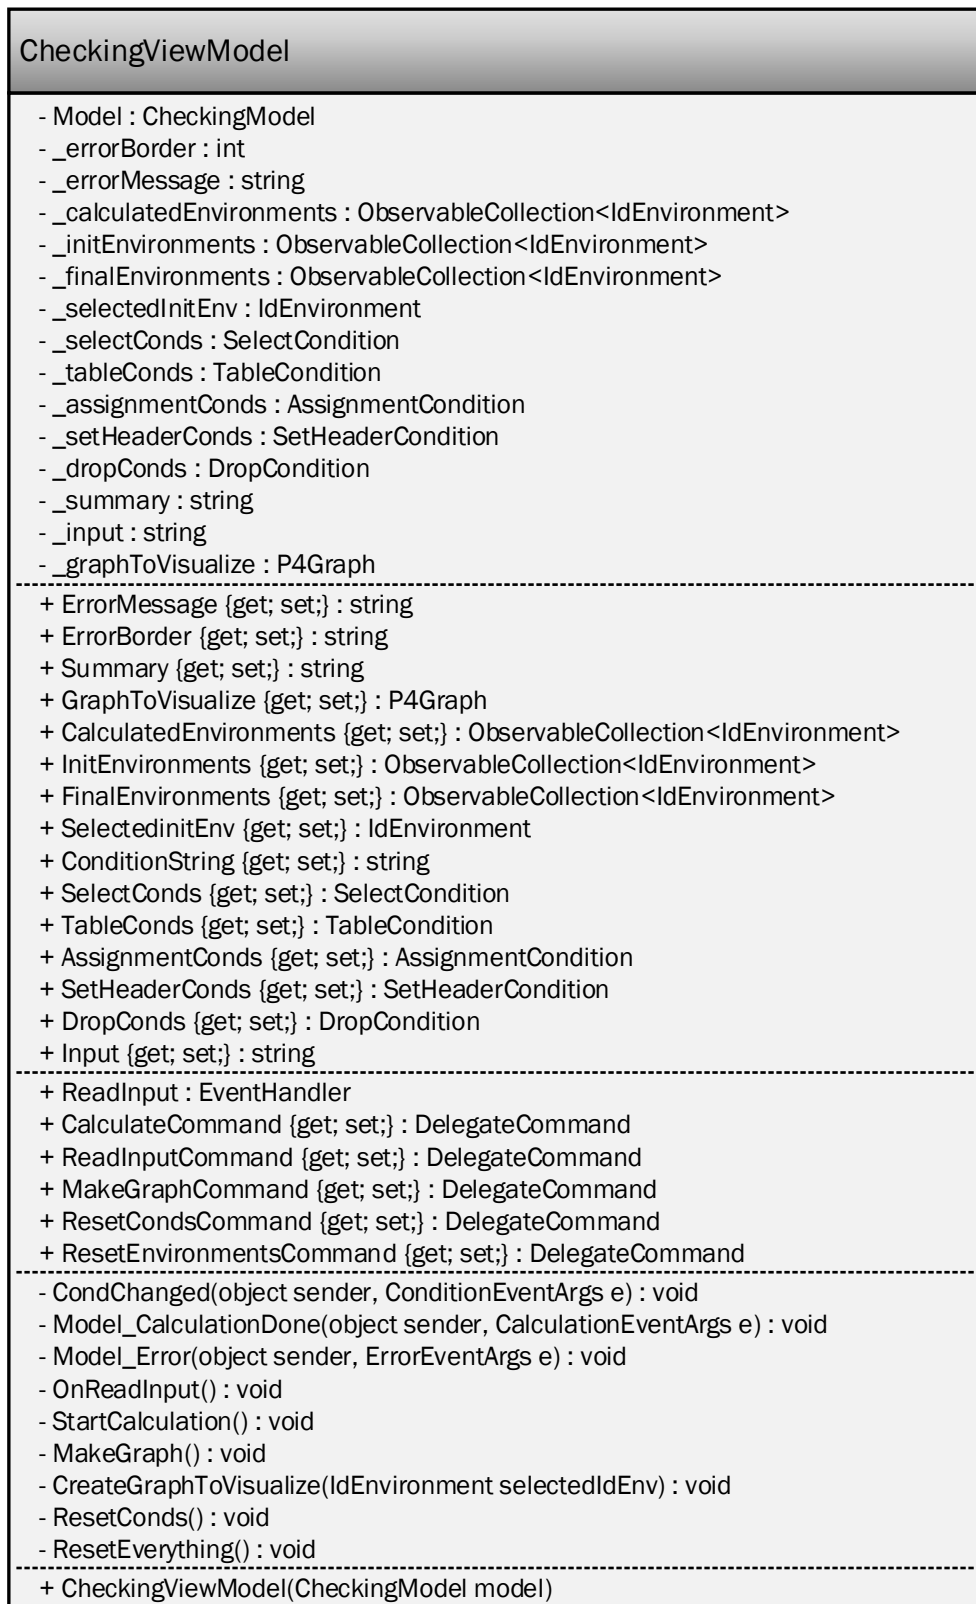 CheckingViewModel
- Model : CheckingModel
- _errorBorder : int
- _errorMessage : string
- _calculatedEnvironments : ObservableCollection<IdEnvironment>
- _initEnvironments : ObservableCollection<IdEnvironment>
- _finalEnvironments : ObservableCollection<IdEnvironment>
- _selectedInitEnv : IdEnvironment
- _selectConds : SelectCondition
- _tableConds : TableCondition
- _assignmentConds : AssignmentCondition
- _setHeaderConds : SetHeaderCondition
- _dropConds : DropCondition
- _summary : string
- _input : string
- _graphToVisualize : P4Graph
+ ErrorMessage {get; set;} : string
+ ErrorBorder {get; set;} : string
+ Summary {get; set;} : string
+ GraphToVisualize {get; set;} : P4Graph
+ CalculatedEnvironments {get; set;} : ObservableCollection<IdEnvironment>
+ InitEnvironments {get; set;} : ObservableCollection<IdEnvironment>
+ FinalEnvironments {get; set;} : ObservableCollection<IdEnvironment>
+ SelectedinitEnv {get; set;} : IdEnvironment
+ ConditionString {get; set;} : string
+ SelectConds {get; set;} : SelectCondition
+ TableConds {get; set;} : TableCondition
+ AssignmentConds {get; set;} : AssignmentCondition
+ SetHeaderConds {get; set;} : SetHeaderCondition
+ DropConds {get; set;} : DropCondition
+ Input {get; set;} : string
+ ReadInput : EventHandler
+ CalculateCommand {get; set;} : DelegateCommand
+ ReadInputCommand {get; set;} : DelegateCommand
+ MakeGraphCommand {get; set;} : DelegateCommand
+ ResetCondsCommand {get; set;} : DelegateCommand
+ ResetEnvironmentsCommand {get; set;} : DelegateCommand
- CondChanged(object sender, ConditionEventArgs e) : void
- Model_CalculationDone(object sender, CalculationEventArgs e) : void
- Model_Error(object sender, ErrorEventArgs e) : void
- OnReadInput() : void
- StartCalculation() : void
- MakeGraph() : void
- CreateGraphToVisualize(IdEnvironment selectedIdEnv) : void
- ResetConds() : void
- ResetEverything() : void
+ CheckingViewModel(CheckingModel model)